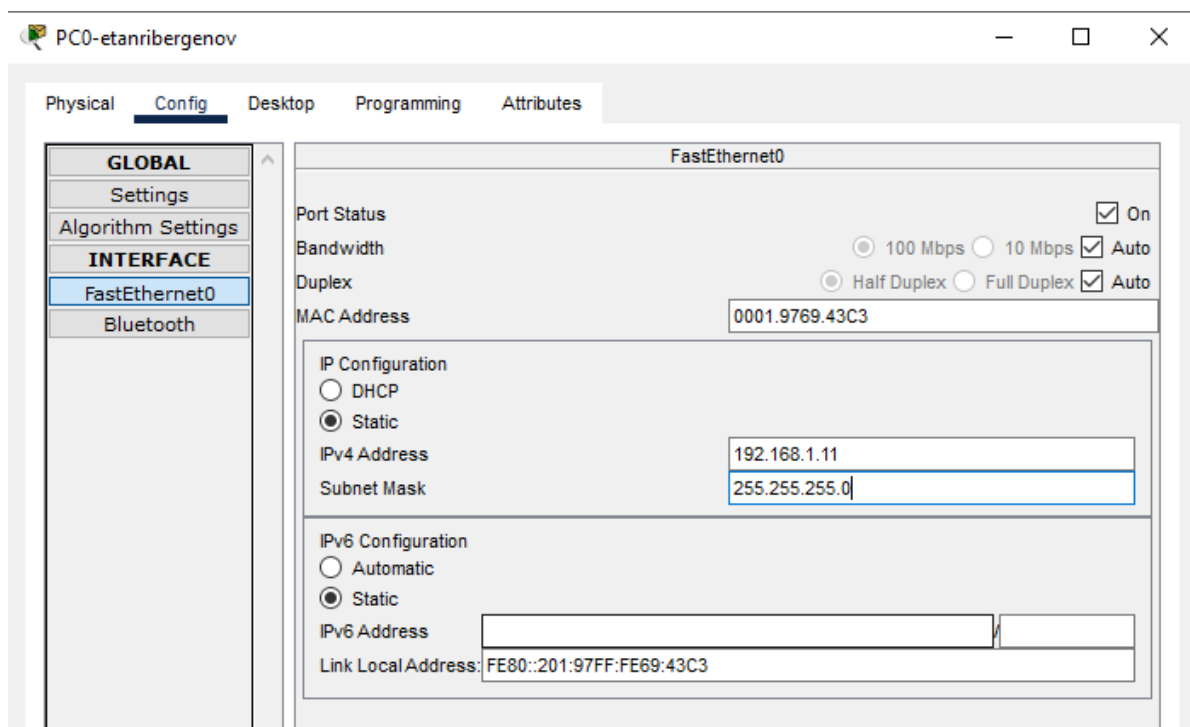 PC0-etanribergenov
Physical Config Desktop Programming Attributes
GLOBAL
Settings
Algorithm Settings
INTERFACE
FastEthernet0
Bluetooth
FastEthernet0
Port Status On
Bandwidth 100 Mbps 10 Mbps Auto
Duplex Half Duplex Full Duplex Auto
MAC Address 0001.9769.43C3
IP Configuration
DHCP
Static
IPv4 Address 192.168.1.11
Subnet Mask 255.255.255.0
IPv6 Configuration
Automatic
Static
IPv6 Address /
Link Local Address: FE80::201:97FF:FE69:43C3